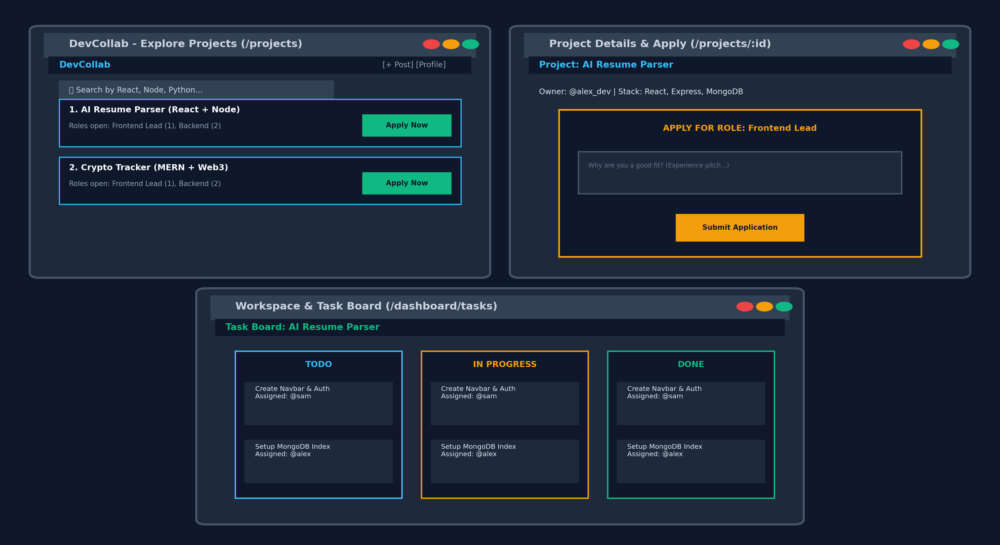 DevCollab - Explore Projects (/projects)
DevCollab
[+ Post] [Profile]
Search by React, Node, Python...
1. AI Resume Parser (React + Node)
Roles open: Frontend Lead (1), Backend (2)
Apply Now
2. Crypto Tracker (MERN + Web3)
Roles open: Frontend Lead (1), Backend (2)
Apply Now
Project Details & Apply (/projects/:id)
Project: AI Resume Parser
Owner: @alex_dev | Stack: React, Express, MongoDB
APPLY FOR ROLE: Frontend Lead
Why are you a good fit? (Experience pitch...)
Submit Application
Workspace & Task Board (/dashboard/tasks)
Task Board: AI Resume Parser
TODO
Create Navbar & Auth
Assigned: @sam
Setup MongoDB Index
Assigned: @alex
IN PROGRESS
Create Navbar & Auth
Assigned: @sam
Setup MongoDB Index
Assigned: @alex
DONE
Create Navbar & Auth
Assigned: @sam
Setup MongoDB Index
Assigned: @alex